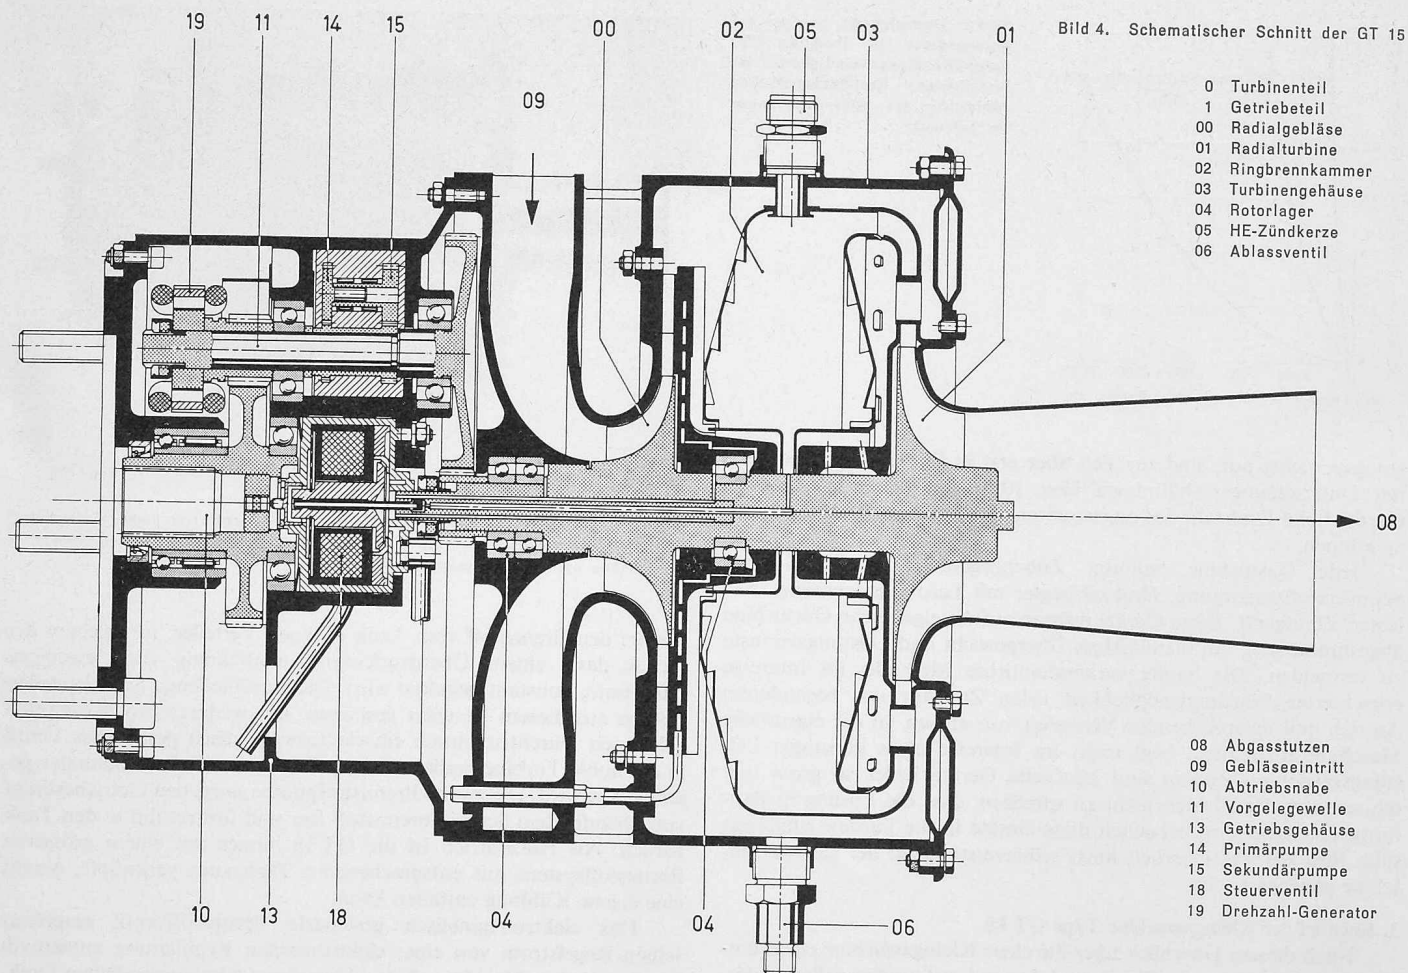 19 11 14 15 00 02 05 03 01
Bild 4. Schematischer Schnitt der GT 15
09
0 Turbinenteil
1 Getriebeteil
00 Radialgebläse
01 Radialturbine
02 Ringbrennkammer
03 Turbinengehäuse
04 Rotorlager
05 HE-Zündkerze
06 Ablassventil
08
08 Abgasstutzen
09 Gebläseeintritt
10 Abtriebsnabe
11 Vorgelegewelle
13 Getriebsgehäuse
14 Primärpumpe
15 Sekundärpumpe
18 Steuerventil
19 Drehzahl-Generator
10 13 18 04 04 06